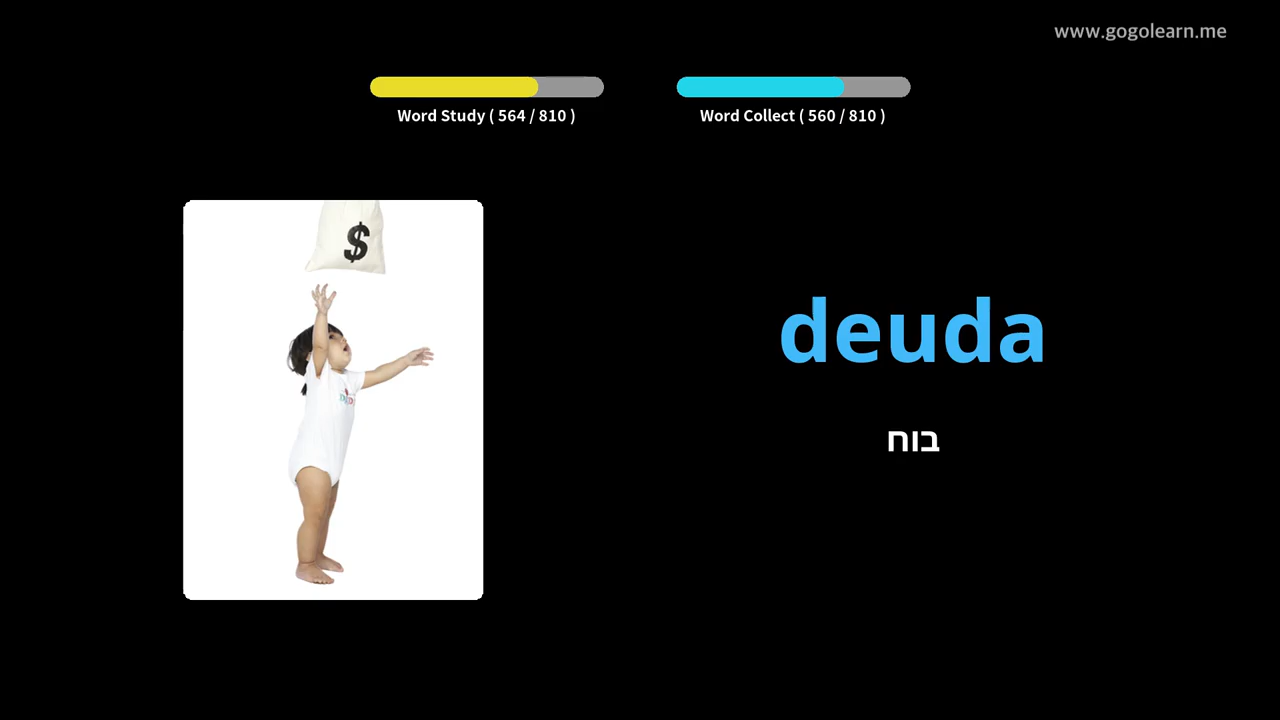 www.gogolearn.me
Word Study ( 564 / 810 )
Word Collect ( 560 / 810 )
$
deuda
בוח